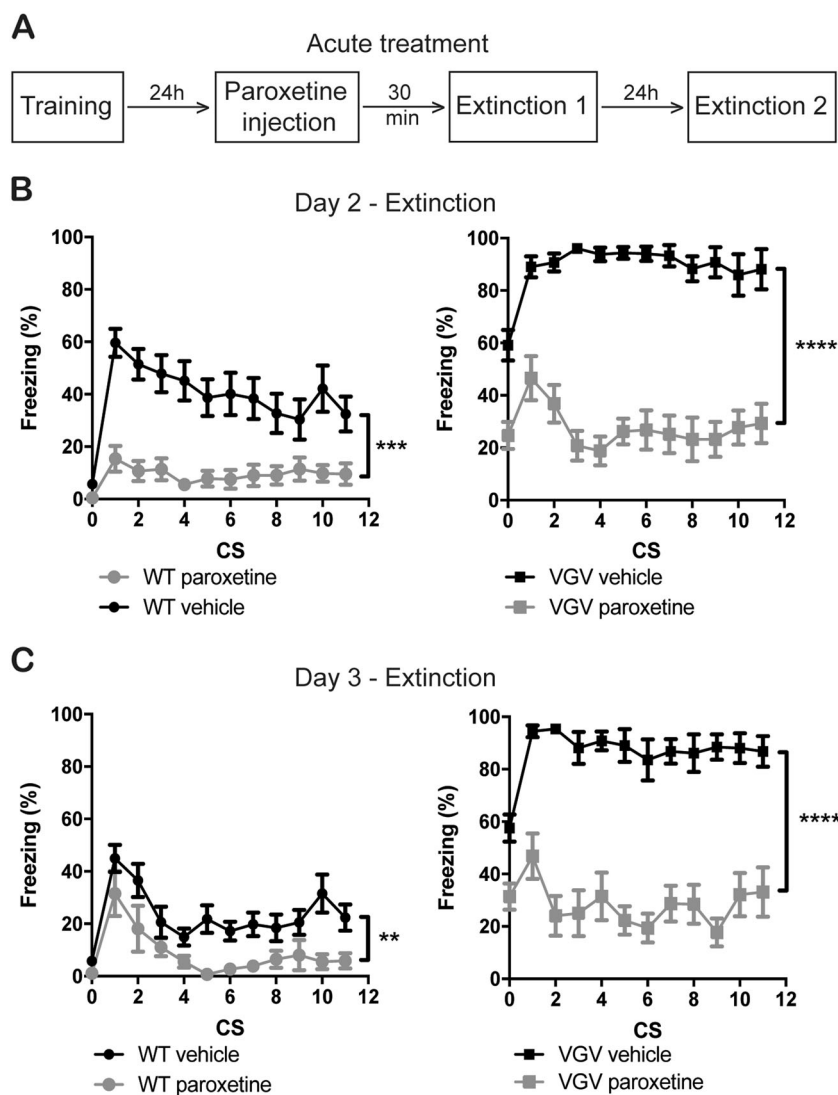 A
Acute treatment
Training
24h
Paroxetine
injection
30
min
Extinction 1
24h
Extinction 2
B
Day 2 - Extinction
Freezing (%)
100
80
60
40
20
0
0 2 4 6 8 10 12
CS
***
WT paroxetine
WT vehicle
Freezing (%)
100
80
60
40
20
0
0 2 4 6 8 10 12
CS
****
VGV vehicle
VGV paroxetine
C
Day 3 - Extinction
Freezing (%)
100
80
60
40
20
0
0 2 4 6 8 10 12
CS
**
WT vehicle
WT paroxetine
Freezing (%)
100
80
60
40
20
0
0 2 4 6 8 10 12
CS
****
VGV vehicle
VGV paroxetine